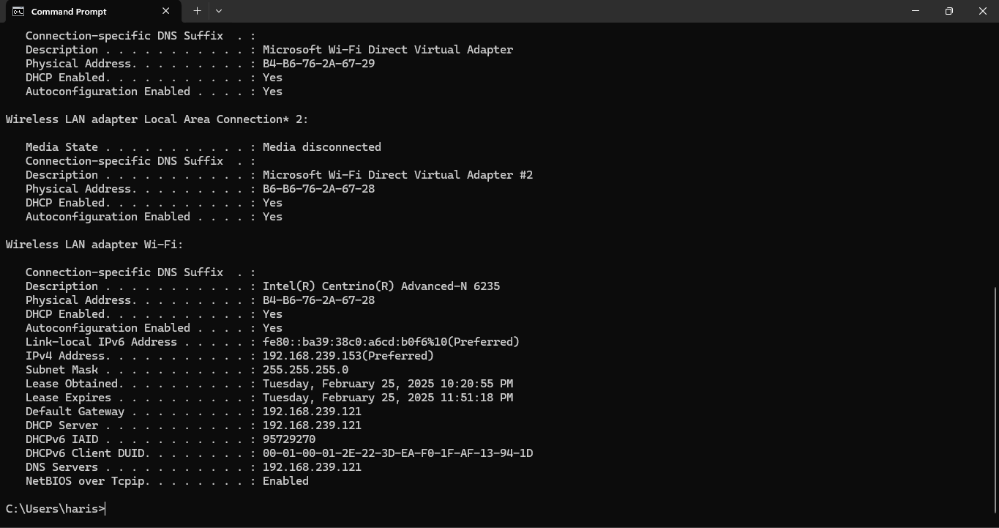 Command Prompt
   Connection-specific DNS Suffix  . :
   Description . . . . . . . . . . . : Microsoft Wi-Fi Direct Virtual Adapter
   Physical Address. . . . . . . . . : B4-B6-76-2A-67-29
   DHCP Enabled. . . . . . . . . . . : Yes
   Autoconfiguration Enabled . . . . : Yes
Wireless LAN adapter Local Area Connection* 2:
   Media State . . . . . . . . . . . : Media disconnected
   Connection-specific DNS Suffix  . :
   Description . . . . . . . . . . . : Microsoft Wi-Fi Direct Virtual Adapter #2
   Physical Address. . . . . . . . . : B6-B6-76-2A-67-28
   DHCP Enabled. . . . . . . . . . . : Yes
   Autoconfiguration Enabled . . . . : Yes
Wireless LAN adapter Wi-Fi:
   Connection-specific DNS Suffix  . :
   Description . . . . . . . . . . . : Intel(R) Centrino(R) Advanced-N 6235
   Physical Address. . . . . . . . . : B4-B6-76-2A-67-28
   DHCP Enabled. . . . . . . . . . . : Yes
   Autoconfiguration Enabled . . . . : Yes
   Link-local IPv6 Address . . . . . : fe80::ba39:38c0:a6cd:b0f6%10(Preferred)
   IPv4 Address. . . . . . . . . . . : 192.168.239.153(Preferred)
   Subnet Mask . . . . . . . . . . . : 255.255.255.0
   Lease Obtained. . . . . . . . . . : Tuesday, February 25, 2025 10:20:55 PM
   Lease Expires . . . . . . . . . . : Tuesday, February 25, 2025 11:51:18 PM
   Default Gateway . . . . . . . . . : 192.168.239.121
   DHCP Server . . . . . . . . . . . : 192.168.239.121
   DHCPv6 IAID . . . . . . . . . . . : 95729270
   DHCPv6 Client DUID. . . . . . . . : 00-01-00-01-2E-22-3D-EA-F0-1F-AF-13-94-1D
   DNS Servers . . . . . . . . . . . : 192.168.239.121
   NetBIOS over Tcpip. . . . . . . . : Enabled
C:\Users\haris>